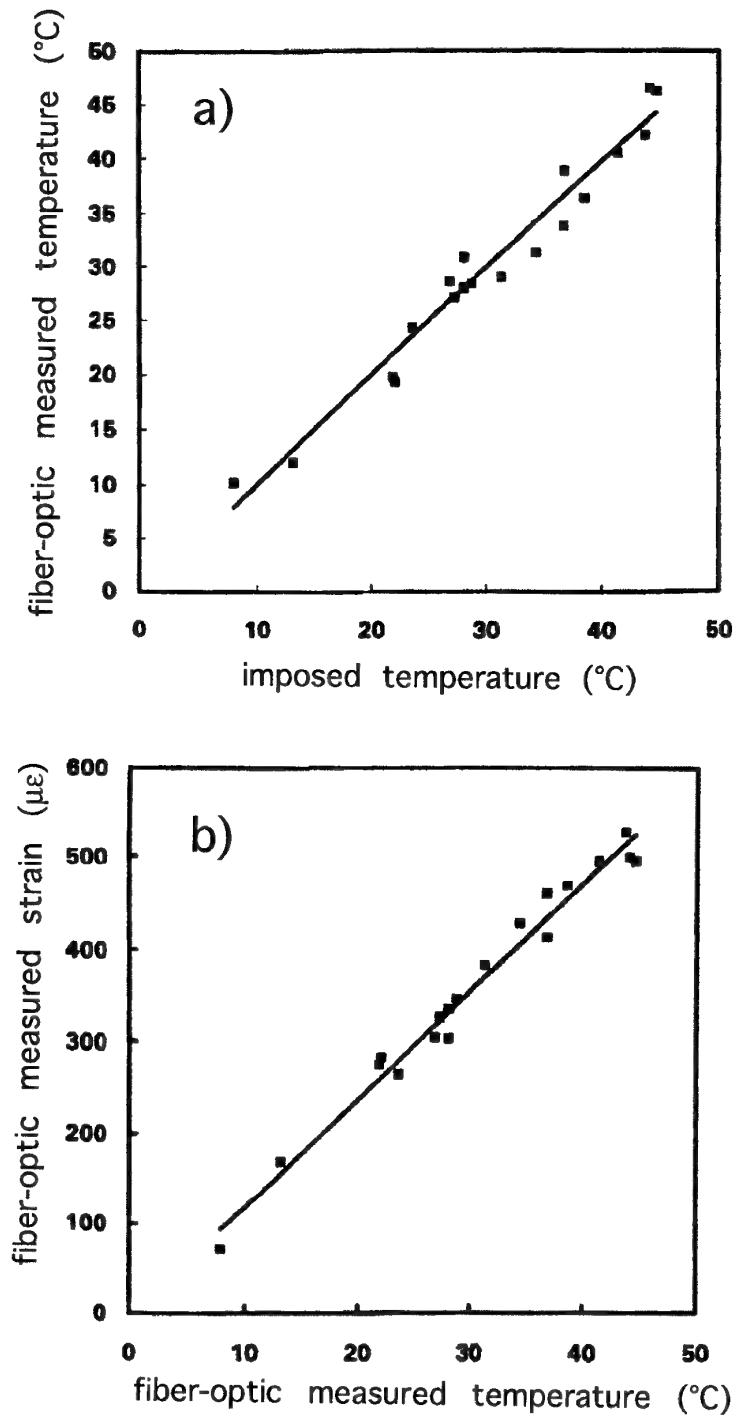 fiber-optic measured temperature (°C)
a)
50
45
40
35
30
25
20
15
10
5
0
0 10 20 30 40 50
imposed temperature (°C)
fiber-optic measured strain (με)
b)
600
500
400
300
200
100
0
0 10 20 30 40 50
fiber-optic measured temperature (°C)